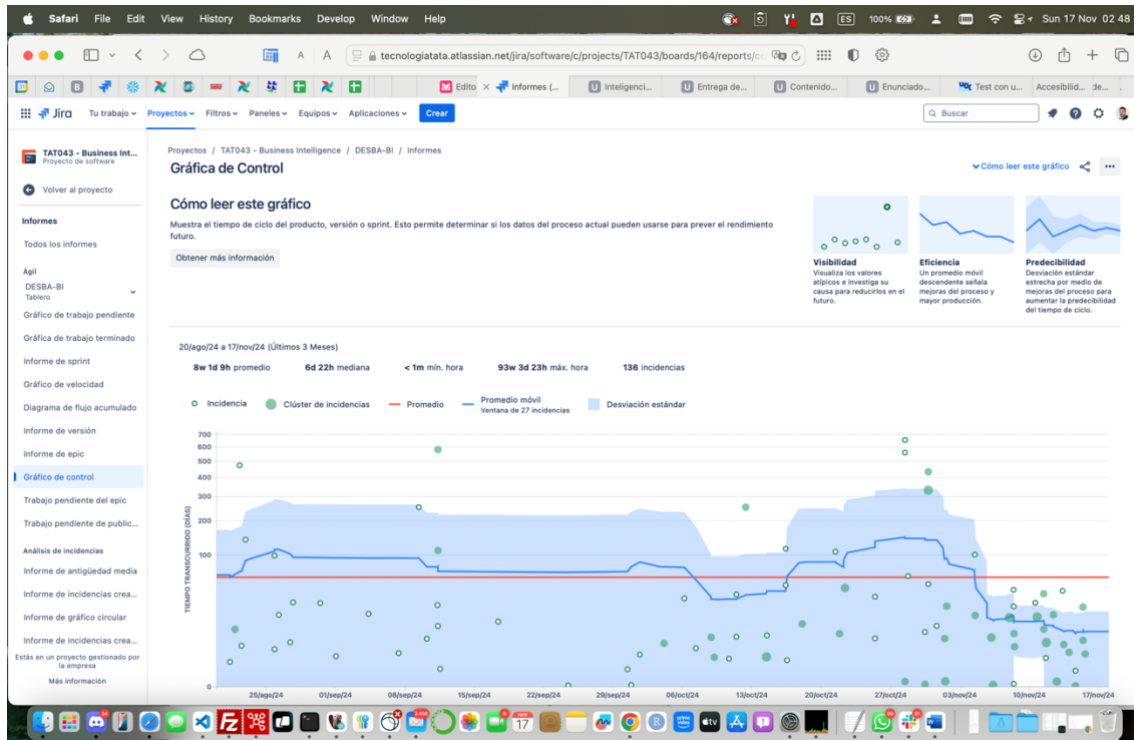 Safari File Edit View History Bookmarks Develop Window Help
ES 100% Sun 17 Nov 02 48
A A tecnologiatata.atlassian.net/jira/software/c/projects/TAT043/boards/164/reports/co
Edito Informes (... Inteligenci... Entrega de... Contenido... Enunciado... Test con u... Accesibilid...
Jira Tu trabajo Proyectos Filtros Paneles Equipos Aplicaciones Crear Buscar
TAT043 - Business Int...
Proyecto de software
Volver al proyecto
Informes
Todos los informes
Ágil
DESBA-BI
Tablero
Gráfico de trabajo pendiente
Gráfica de trabajo terminado
Informe de sprint
Gráfico de velocidad
Diagrama de flujo acumulado
Informe de versión
Informe de epic
Gráfico de control
Trabajo pendiente del epic
Trabajo pendiente de public...
Análisis de incidencias
Informe de antigüedad media
Informe de incidencias crea...
Informe de gráfico circular
Informe de incidencias crea...
Estás en un proyecto gestionado por
la empresa
Más información
Proyectos / TAT043 - Business Intelligence / DESBA-BI / Informes
Gráfica de Control
Cómo leer este gráfico
Cómo leer este gráfico
Muestra el tiempo de ciclo del producto, versión o sprint. Esto permite determinar si los datos del proceso actual pueden usarse para prever el rendimiento
futuro.
Obtener más información
Visibilidad
Visualiza los valores
atípicos e investiga su
causa para reducirlos en el
futuro.
Eficiencia
Un promedio móvil
descendente señala
mejoras del proceso y
mayor producción.
Predecibilidad
Desviación estándar
estrecha por medio de
mejoras del proceso para
aumentar la predecibilidad
del tiempo de ciclo.
20/ago/24 a 17/nov/24 (Últimos 3 Meses)
8w 1d 9h promedio 6d 22h mediana < 1m mín. hora 93w 3d 23h máx. hora 136 incidencias
Incidencia Clúster de incidencias Promedio Promedio móvil Desviación estándar
Ventana de 27 incidencias
TIEMPO TRANSCURRIDO (DÍAS)
700
600
500
400
300
200
100
0
25/ago/24 01/sep/24 08/sep/24 15/sep/24 22/sep/24 29/sep/24 06/oct/24 13/oct/24 20/oct/24 27/oct/24 03/nov/24 10/nov/24 17/nov/24